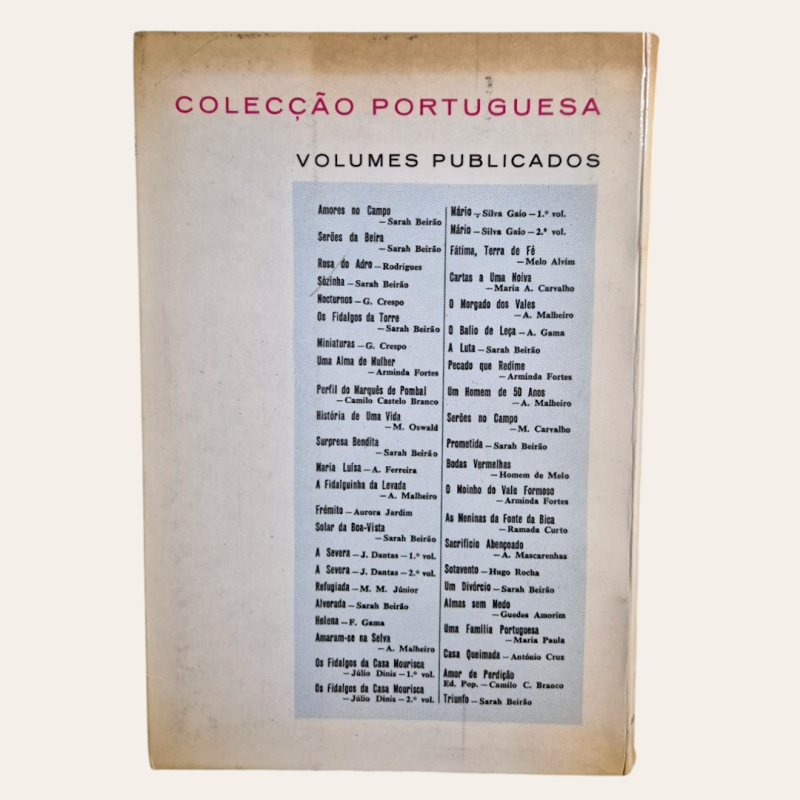 COLECÇÃO PORTUGUESA
VOLUMES PUBLICADOS
Amores no Campo
— Sarah Beirão
Serões da Beira
— Sarah Beirão
Rosa do Adro — Rodrigues
Sòzinha — Sarah Beirão
Nocturnos — G. Crespo
Os Fidalgos da Torre
— Sarah Beirão
Miniaturas — G. Crespo
Uma Alma de Mulher
— Arminda Fortes
Perfil do Marquês de Pombal
— Camilo Castelo Branco
História de Uma Vida
— M. Oswald
Surpresa Bendita
— Sarah Beirão
Maria Luísa — A. Ferreira
A Fidalguinha da Levada
— A. Malheiro
Frémito — Aurora Jardim
Solar da Boa-Vista
— Sarah Beirão
A Severa — J. Dantas — 1.º vol.
A Severa — J. Dantas — 2.º vol.
Refugiada — M. M. Júnior
Alvorada — Sarah Beirão
Helena — F. Gama
Amaram-se na Selva
— A. Malheiro
Os Fidalgos da Casa Mourisca
— Júlio Dinis — 1.º vol.
Os Fidalgos da Casa Mourisca
— Júlio Dinis — 2.º vol.
Mário — Silva Gaio — 1.º vol.
Mário — Silva Gaio — 2.º vol.
Fátima, Terra de Fé
— Melo Alvim
Cartas a Uma Noiva
— Maria A. Carvalho
O Morgado dos Vales
— A. Malheiro
O Balio de Leça — A. Gama
A Luta — Sarah Beirão
Pecado que Redime
— Arminda Fortes
Um Homem de 50 Anos
— A. Malheiro
Serões no Campo
— M. Carvalho
Prometida — Sarah Beirão
Bodas Vermelhas
— Homem de Melo
O Moinho do Vale Formoso
— Arminda Fortes
As Meninas da Fonte da Bica
— Ramada Curto
Sacrifício Abençoado
— A. Mascarenhas
Sotavento — Hugo Rocha
Um Divórcio — Sarah Beirão
Almas sem Medo
— Guedes Amorim
Uma Família Portuguesa
— Maria Paula
Casa Queimada — António Cruz
Amor de Perdição
Ed. Pop. — Camilo C. Branco
Triunfo — Sarah Beirão